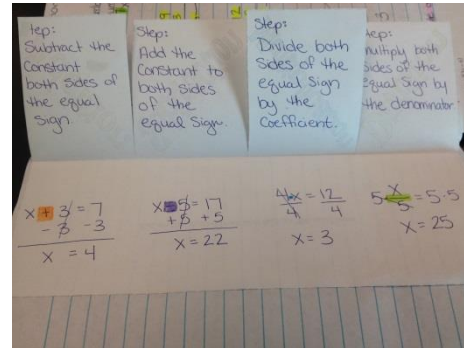 tep:
Subtract the
Constant
both sides of
the equal
sign.
Step:
Add the
Constant to
both sides
of the
equal Sign.
Step:
Divide both
Sides of the
equal sign
by the
Coefficient.
tep:
multiply both
sides of the
equal sign by
the denominator
x + 3 = 7
- 3 -3
x = 4
x - 5 = 17
+5 +5
x = 22
4x = 12
4 4
x = 3
5 x = 5·5
5
x = 25